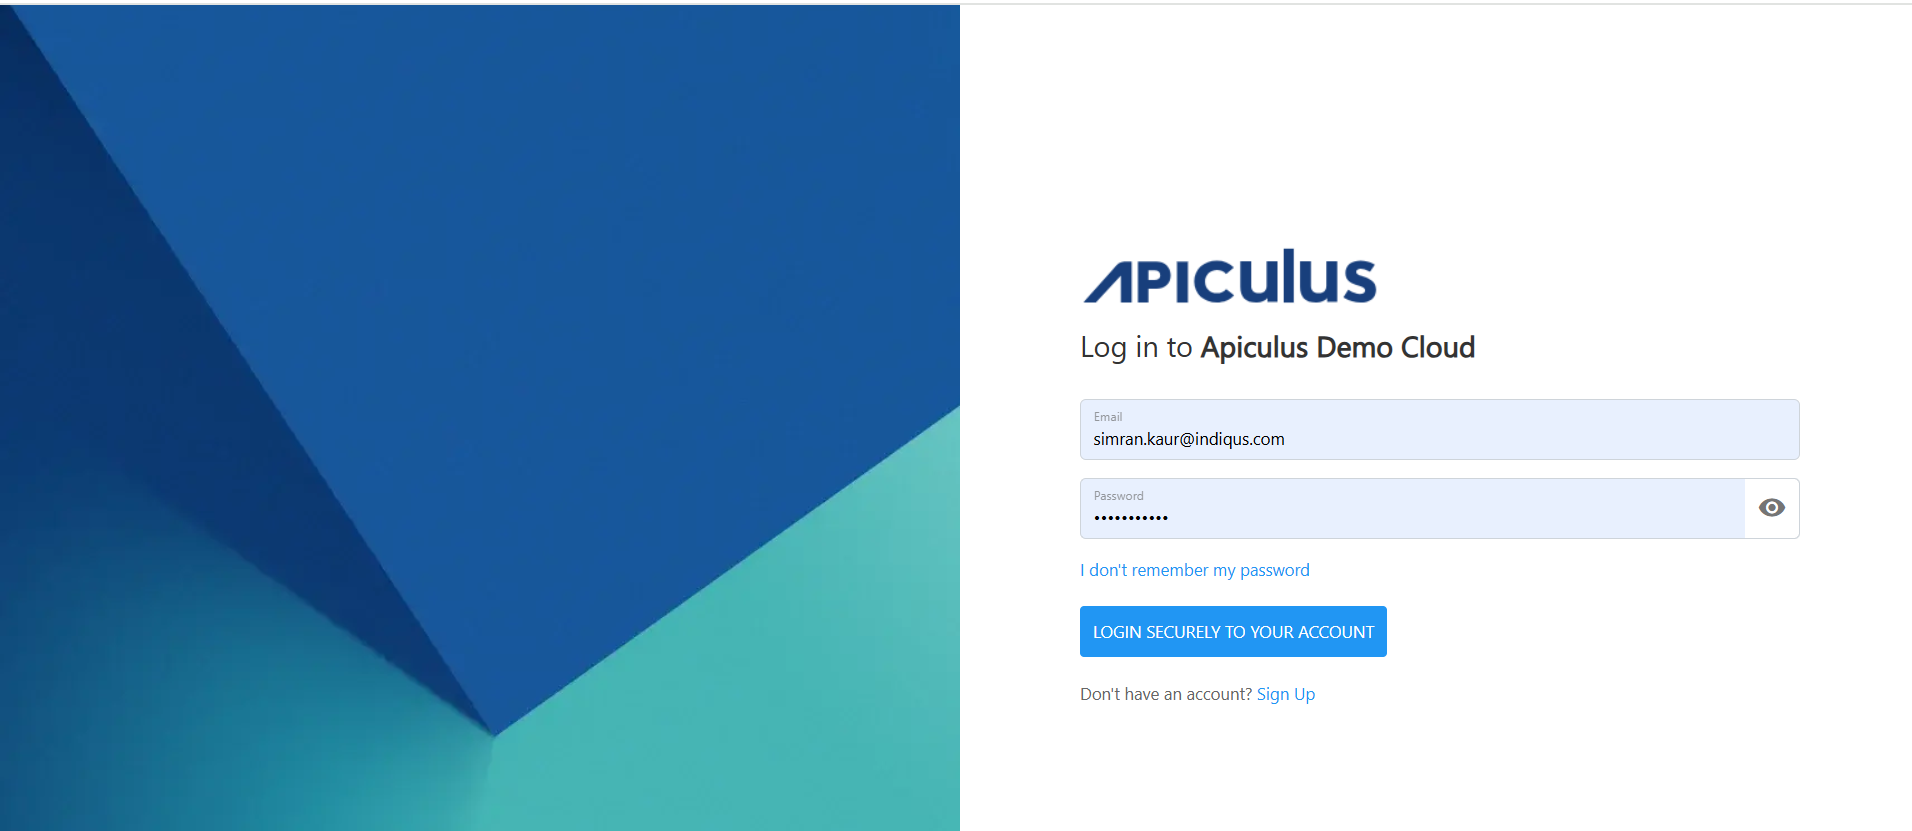 APICULUS
Log in to Apiculus Demo Cloud
Email
simran.kaur@indiqus.com
Password
•••••••••••
I don't remember my password
LOGIN SECURELY TO YOUR ACCOUNT
Don't have an account? Sign Up